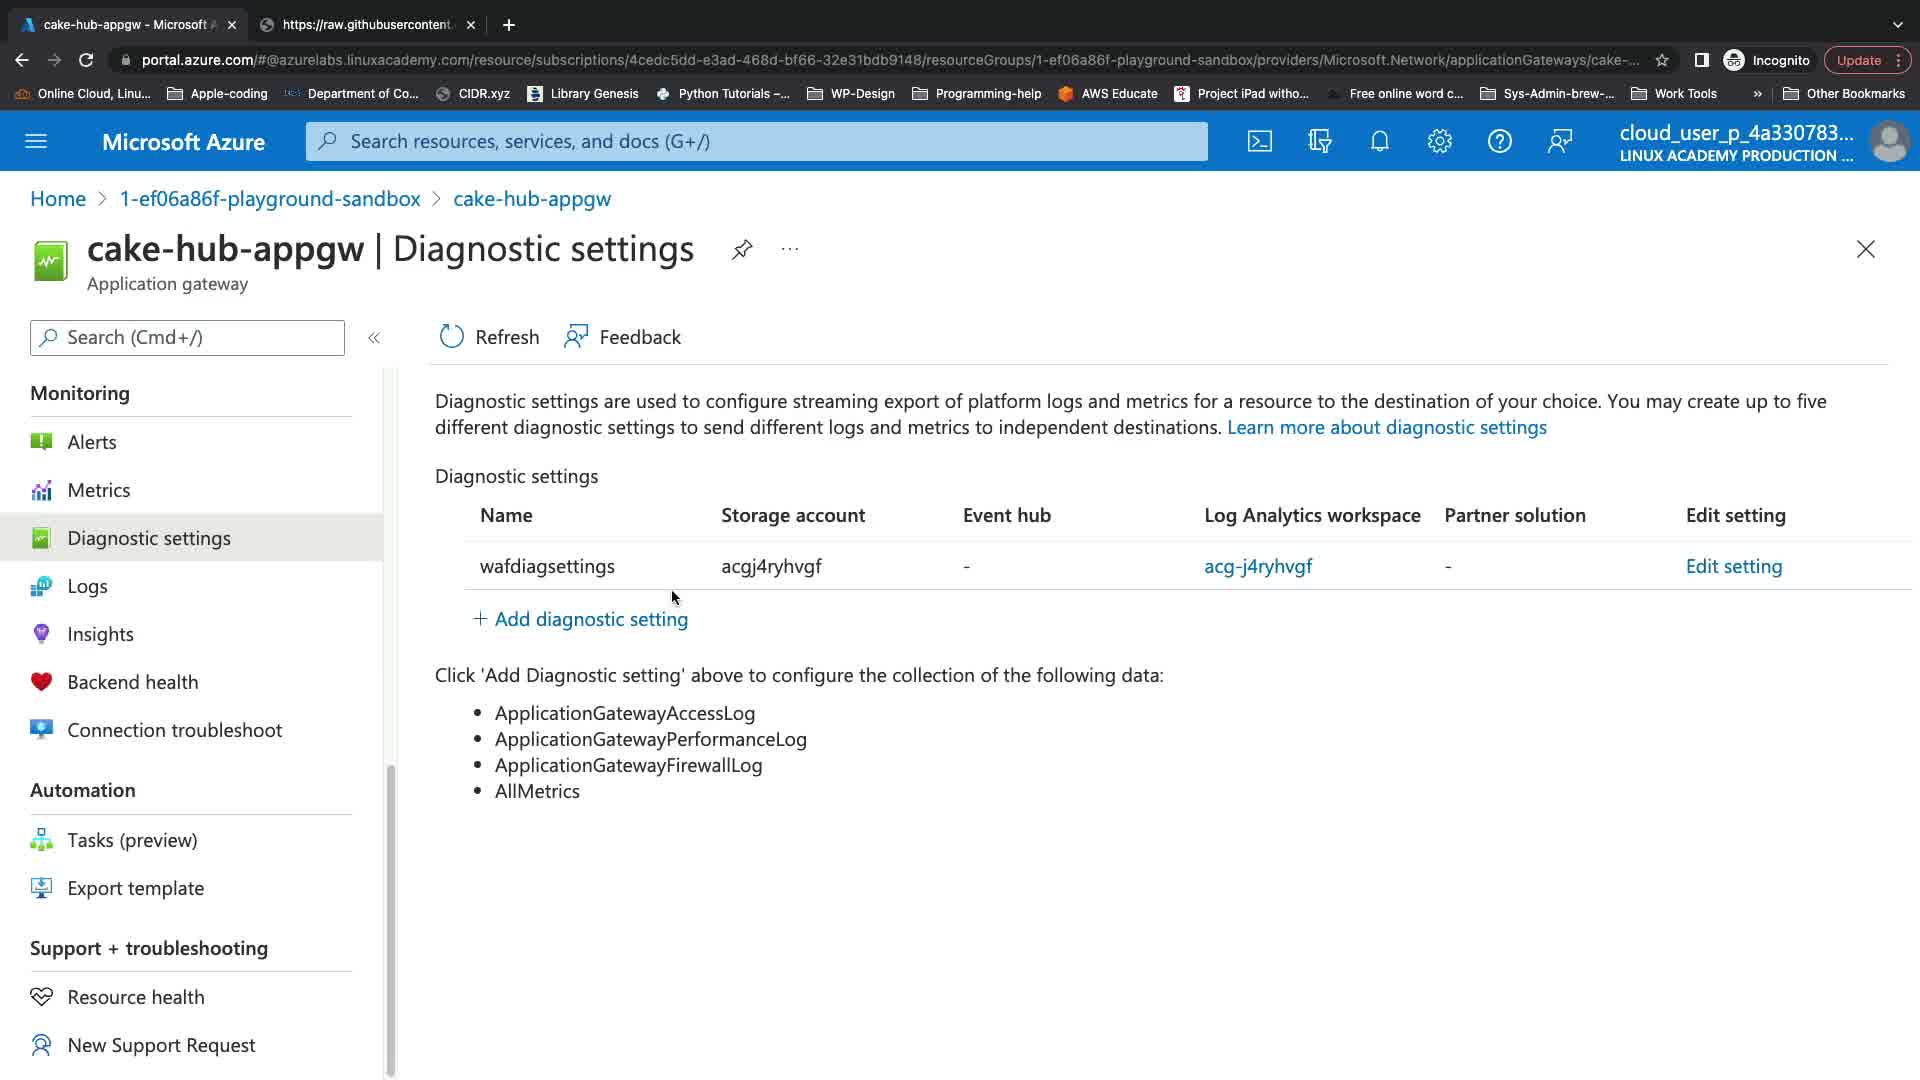 cake-hub-appgw - Microsoft A
https://raw.githubusercontent.
portal.azure.com/#@azurelabs.linuxacademy.com/resource/subscriptions/4cedc5dd-e3ad-468d-bf66-32e31bdb9148/resourceGroups/1-ef06a86f-playground-sandbox/providers/Microsoft.Network/applicationGateways/cake-...
Incognito
Update
Online Cloud, Linu...
Apple-coding
Department of Co...
CIDR.xyz
Library Genesis
Python Tutorials –...
WP-Design
Programming-help
AWS Educate
Project iPad witho...
Free online word c...
Sys-Admin-brew-...
Work Tools
»
Other Bookmarks
Microsoft Azure
Search resources, services, and docs (G+/)
cloud_user_p_4a330783...
LINUX ACADEMY PRODUCTION ...
Home > 1-ef06a86f-playground-sandbox > cake-hub-appgw
cake-hub-appgw | Diagnostic settings
Application gateway
Search (Cmd+/)
«
Refresh
Feedback
Monitoring
Alerts
Metrics
Diagnostic settings
Logs
Insights
Backend health
Connection troubleshoot
Automation
Tasks (preview)
Export template
Support + troubleshooting
Resource health
New Support Request
Diagnostic settings are used to configure streaming export of platform logs and metrics for a resource to the destination of your choice. You may create up to five
different diagnostic settings to send different logs and metrics to independent destinations. Learn more about diagnostic settings
Diagnostic settings
Name Storage account Event hub Log Analytics workspace Partner solution Edit setting
wafdiagsettings acgj4ryhvgf - acg-j4ryhvgf - Edit setting
+ Add diagnostic setting
Click 'Add Diagnostic setting' above to configure the collection of the following data:
• ApplicationGatewayAccessLog
• ApplicationGatewayPerformanceLog
• ApplicationGatewayFirewallLog
• AllMetrics